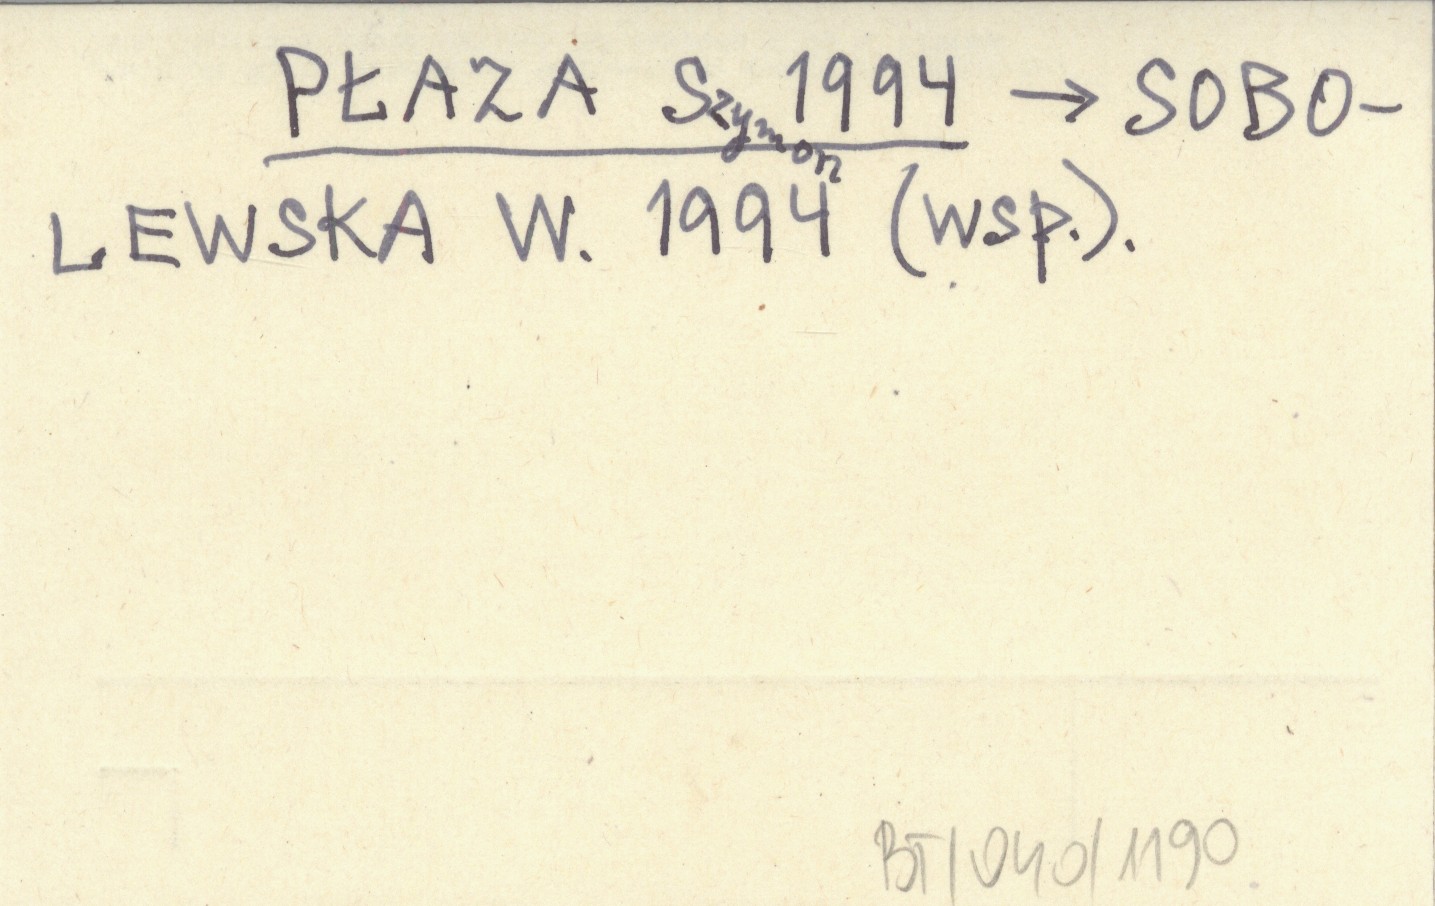 PŁAZA Szymon 1994 → SOBO-
LEWSKA W. 1994 (wsp.).
BT/040/1190